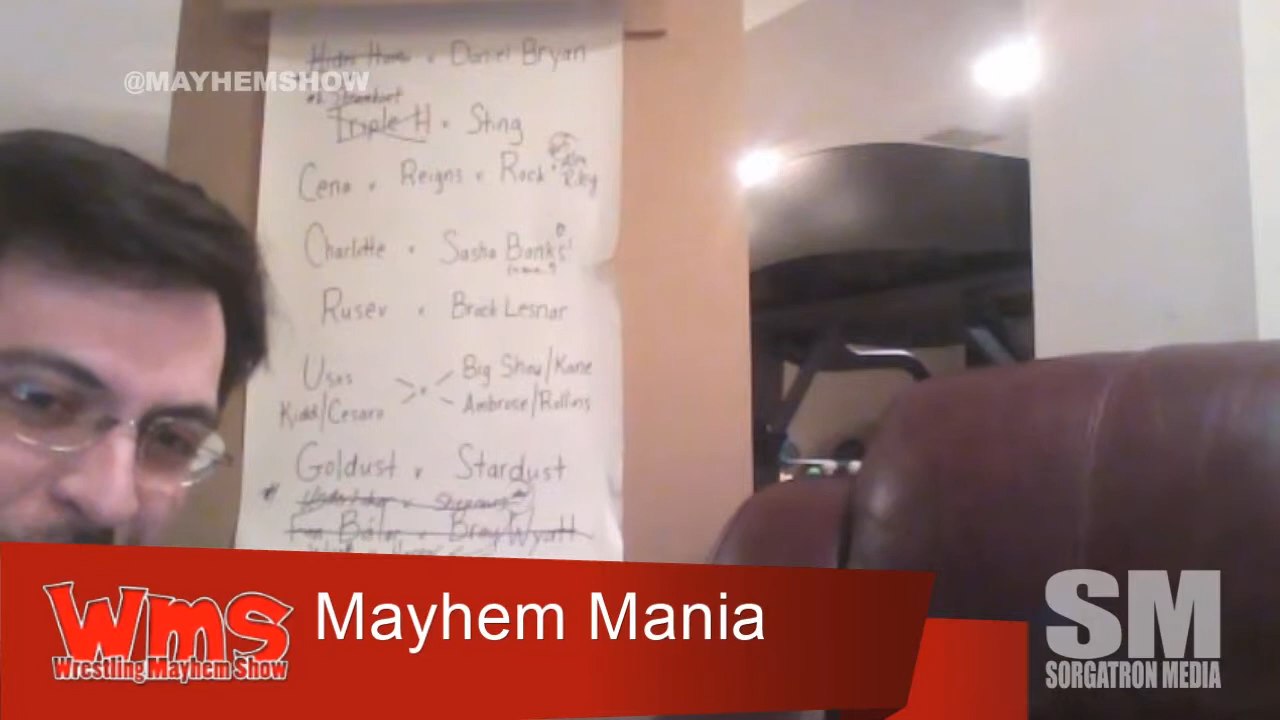 v Daniel Bryan
@MAYHEMSHOW
Triple H v Sting
Cena v Reigns v Rock
Charlotte v Sasha Banks
Rusev v Brock Lesnar
Usos
Kidd/Cesaro
v
Big Show/Kane
Ambrose/Rollins
Goldust v Stardust
Bálor v Bray Wyatt
Wms
Wrestling Mayhem Show
Mayhem Mania
SM
SORGATRON MEDIA